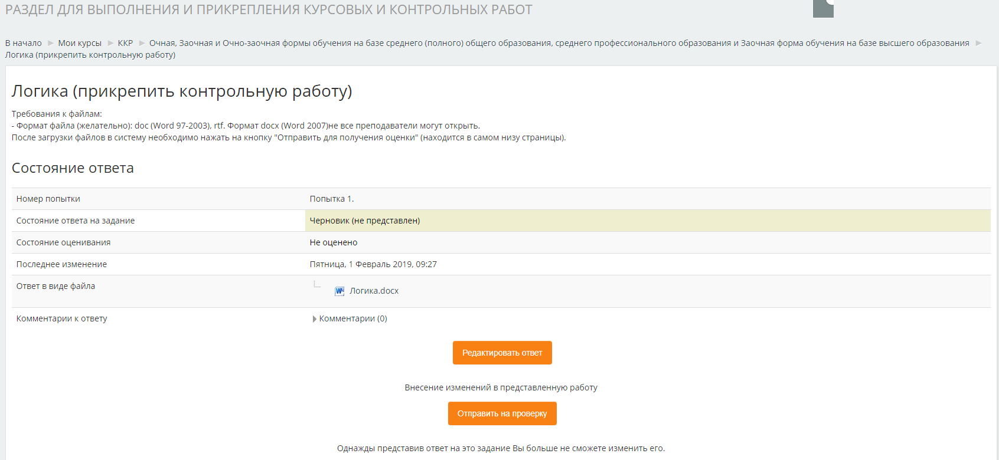 РАЗДЕЛ ДЛЯ ВЫПОЛНЕНИЯ И ПРИКРЕПЛЕНИЯ КУРСОВЫХ И КОНТРОЛЬНЫХ РАБОТ
В начало ► Мои курсы ► ККР ► Очная, Заочная и Очно-заочная формы обучения на базе среднего (полного) общего образования, среднего профессионального образования и Заочная форма обучения на базе высшего образования ►
Логика (прикрепить контрольную работу)
Логика (прикрепить контрольную работу)
Требования к файлам:
- Формат файла (желательно): doc (Word 97-2003), rtf. Формат docx (Word 2007)не все преподаватели могут открыть.
После загрузки файлов в систему необходимо нажать на кнопку "Отправить для получения оценки" (находится в самом низу страницы).
Состояние ответа
Номер попытки Попытка 1.
Состояние ответа на задание Черновик (не представлен)
Состояние оценивания Не оценено
Последнее изменение Пятница, 1 Февраль 2019, 09:27
Ответ в виде файла Логика.docx
Комментарии к ответу Комментарии (0)
Редактировать ответ
Внесение изменений в представленную работу
Отправить на проверку
Однажды представив ответ на это задание Вы больше не сможете изменить его.